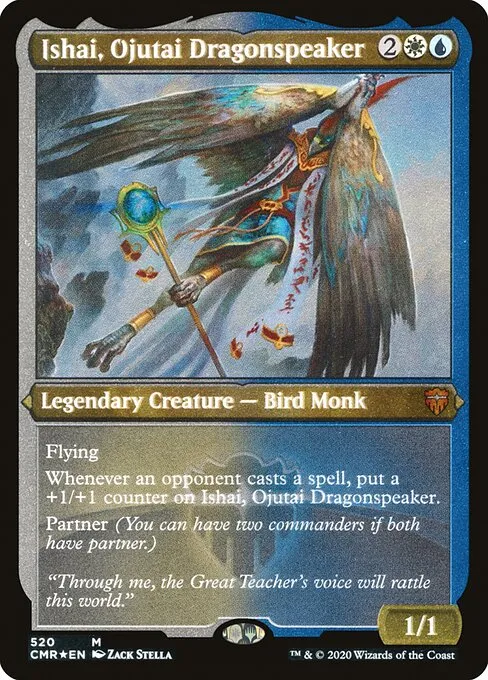 Ishai, Ojutai Dragonspeaker 2
Legendary Creature — Bird Monk
Flying
Whenever an opponent casts a spell, put a
+1/+1 counter on Ishai, Ojutai Dragonspeaker.
Partner (You can have two commanders if both
have partner.)
“Through me, the Great Teacher’s voice will rattle
this world.”
1/1
520 M
CMR★EN Zack Stella
™ & © 2020 Wizards of the Coast